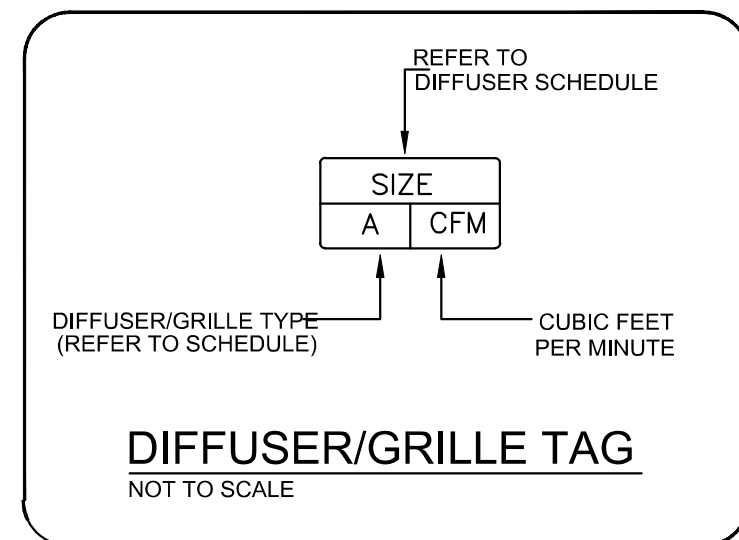 REFER TO
DIFFUSER SCHEDULE
SIZE
A CFM
DIFFUSER/GRILLE TYPE
(REFER TO SCHEDULE)
CUBIC FEET
PER MINUTE
DIFFUSER/GRILLE TAG
NOT TO SCALE